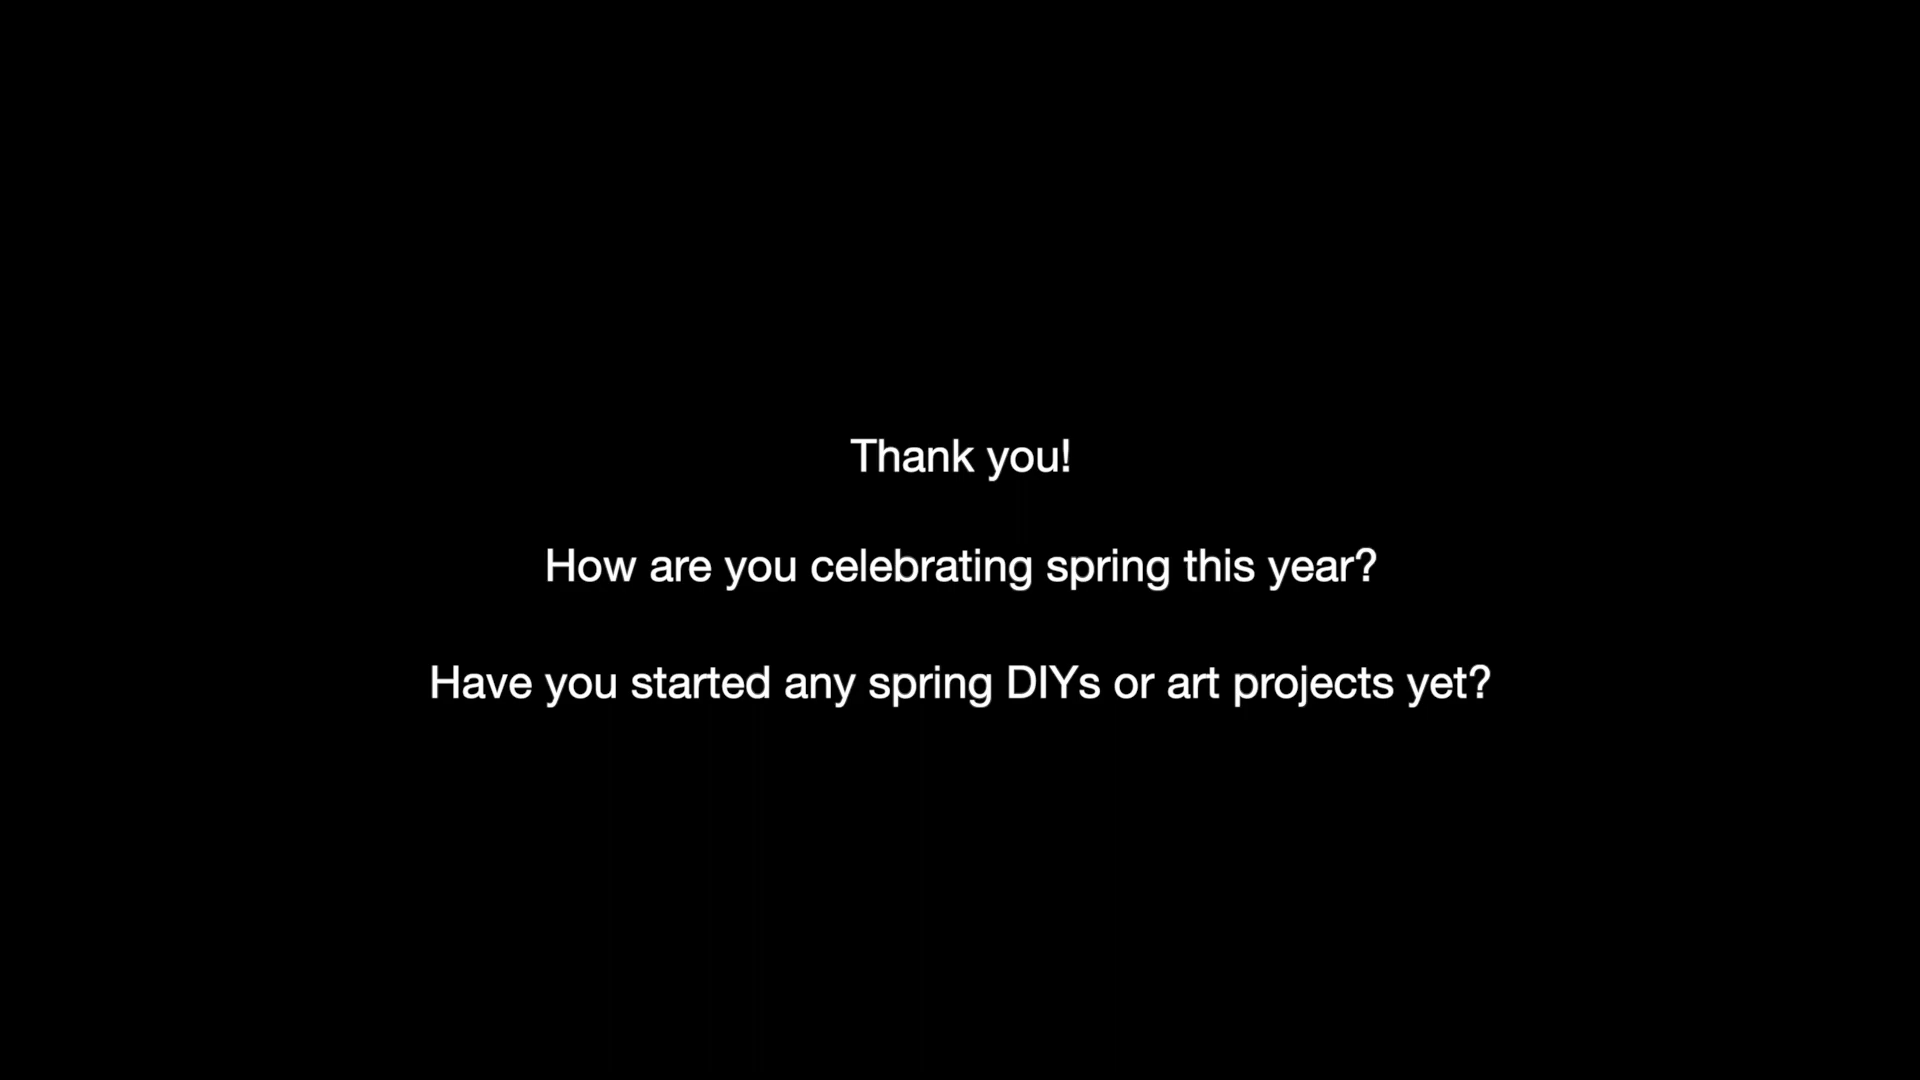 Thank you!
How are you celebrating spring this year?
Have you started any spring DIYs or art projects yet?